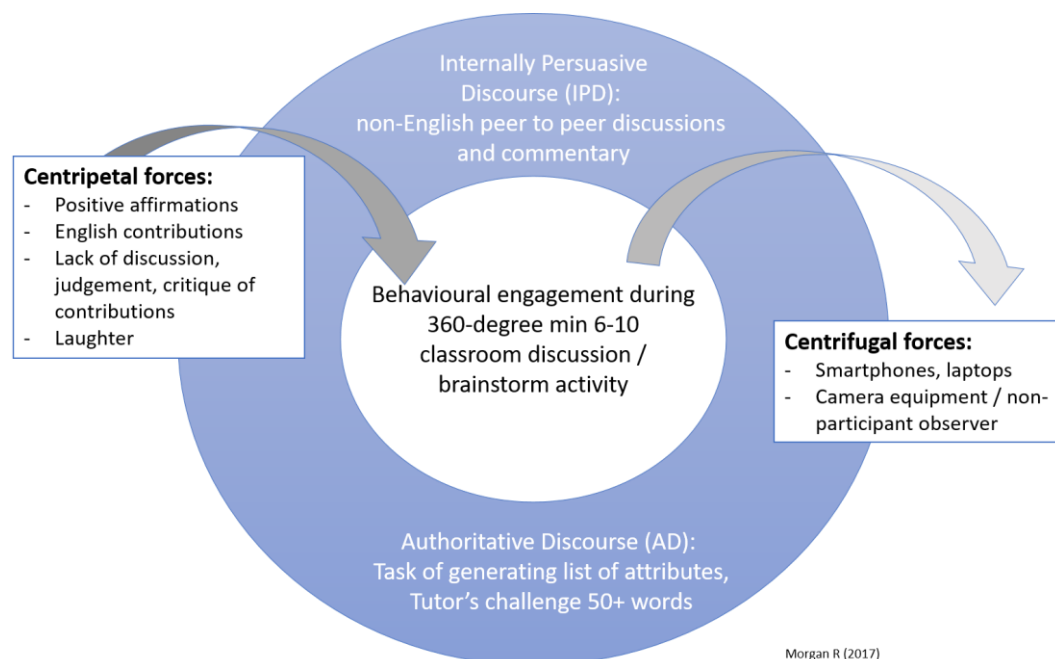 Internally Persuasive
Discourse (IPD):
non-English peer to peer discussions
and commentary
Centripetal forces:
- Positive affirmations
- English contributions
- Lack of discussion,
judgement, critique of
contributions
- Laughter
Behavioural engagement during
360-degree min 6-10
classroom discussion /
brainstorm activity
Centrifugal forces:
- Smartphones, laptops
- Camera equipment / non-
participant observer
Authoritative Discourse (AD):
Task of generating list of attributes,
Tutor's challenge 50+ words
Morgan R (2017)